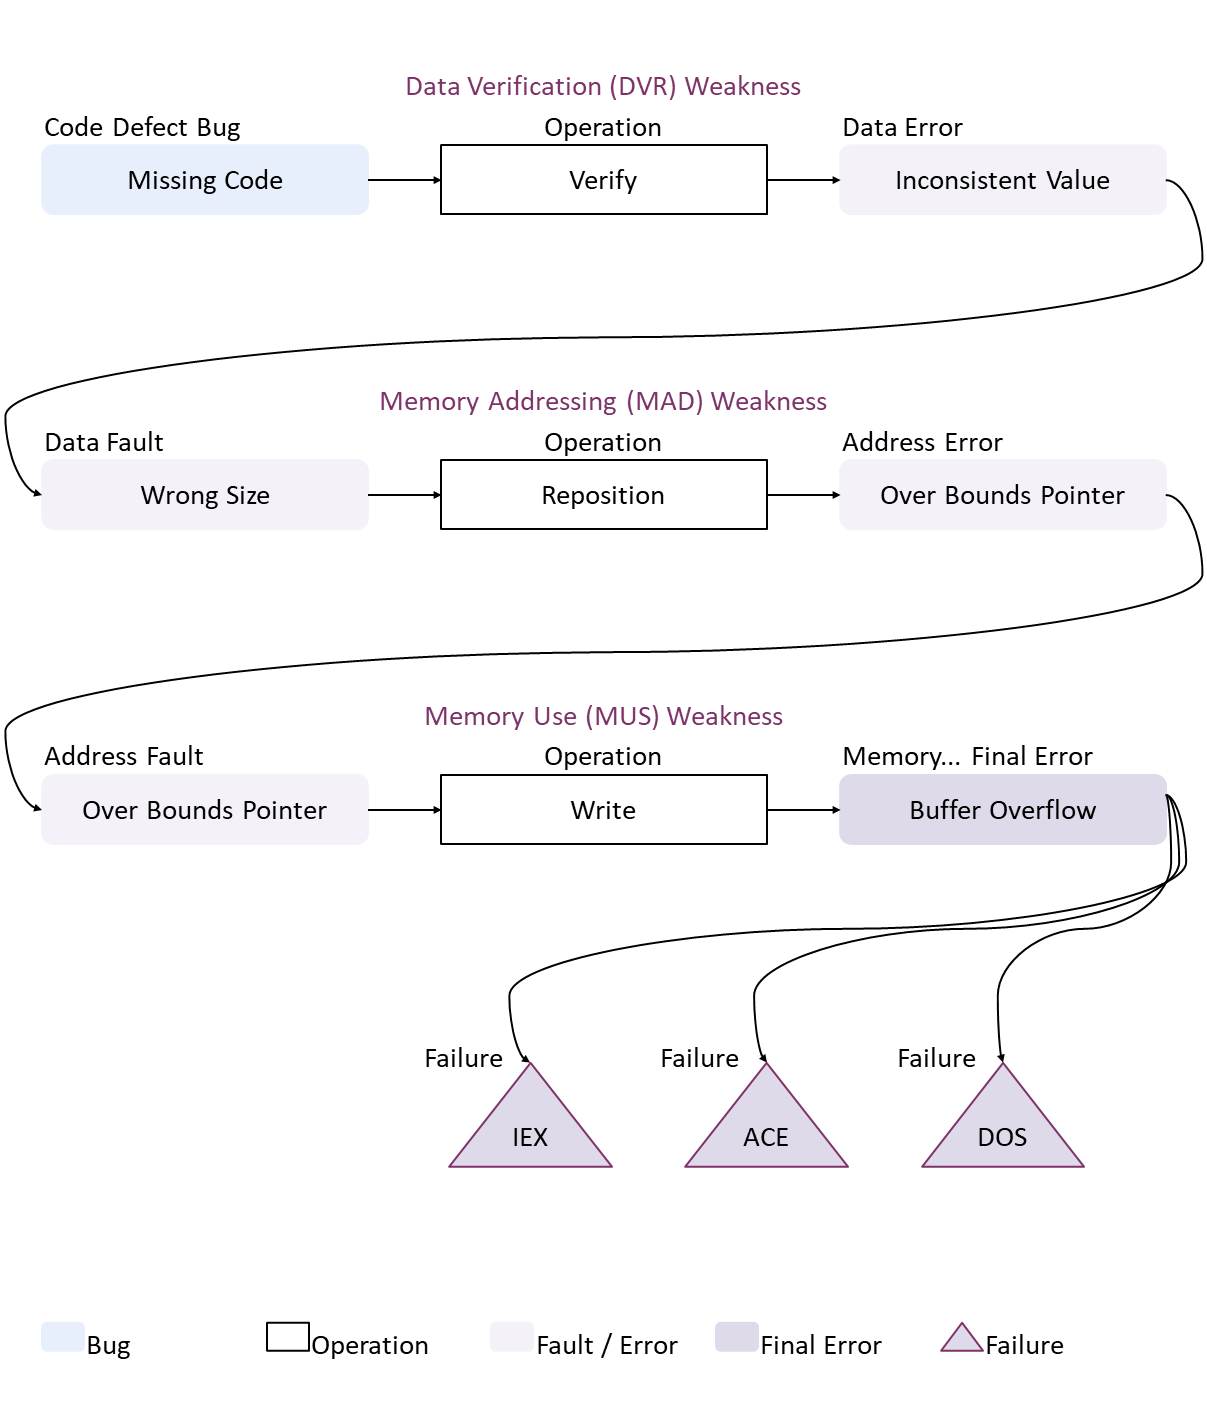 Data Verification (DVR) Weakness
Code Defect Bug Operation Data Error
Missing Code Verify Inconsistent Value
Memory Addressing (MAD) Weakness
Data Fault Operation Address Error
Wrong Size Reposition Over Bounds Pointer
Memory Use (MUS) Weakness
Address Fault Operation Memory... Final Error
Over Bounds Pointer Write Buffer Overflow
Failure Failure Failure
IEX ACE DOS
Bug Operation Fault / Error Final Error Failure